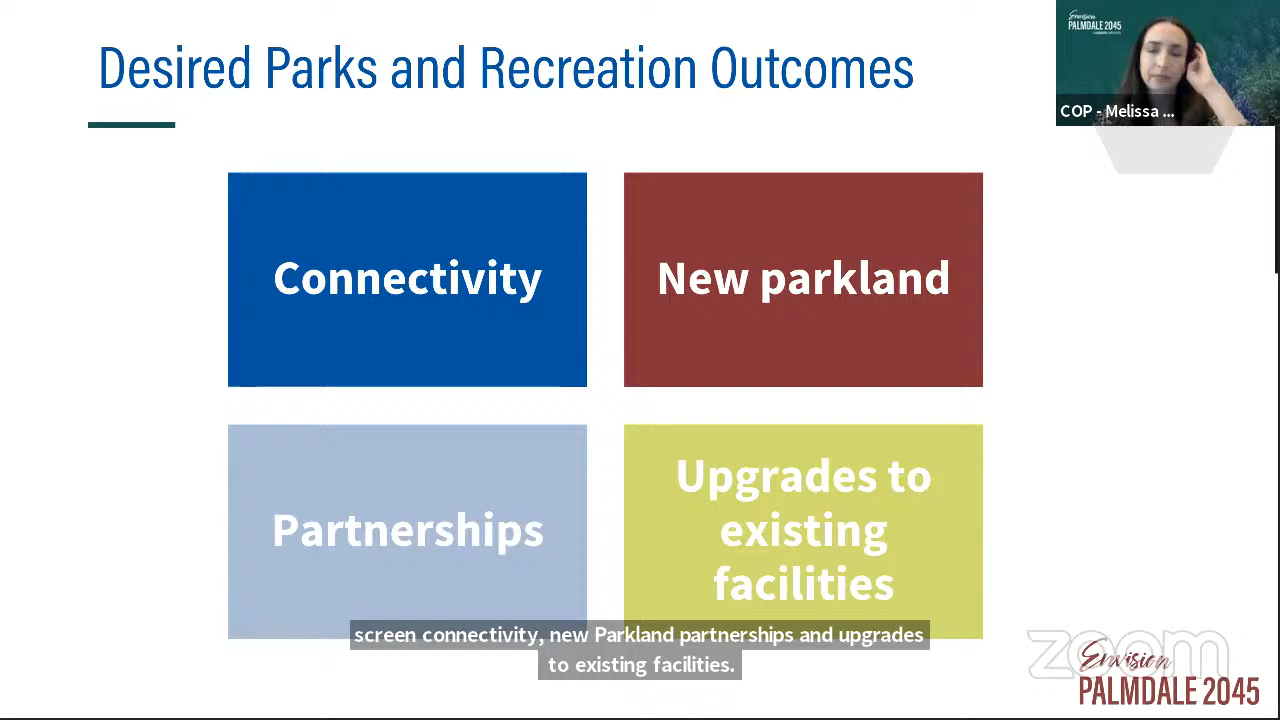 Desired Parks and Recreation Outcomes
Envision
PALMDALE 2045
COP - Melissa ...
Connectivity
New parkland
Partnerships
Upgrades to
existing
facilities
screen connectivity, new Parkland partnerships and upgrades
to existing facilities.
zoom
Envision
PALMDALE 2045